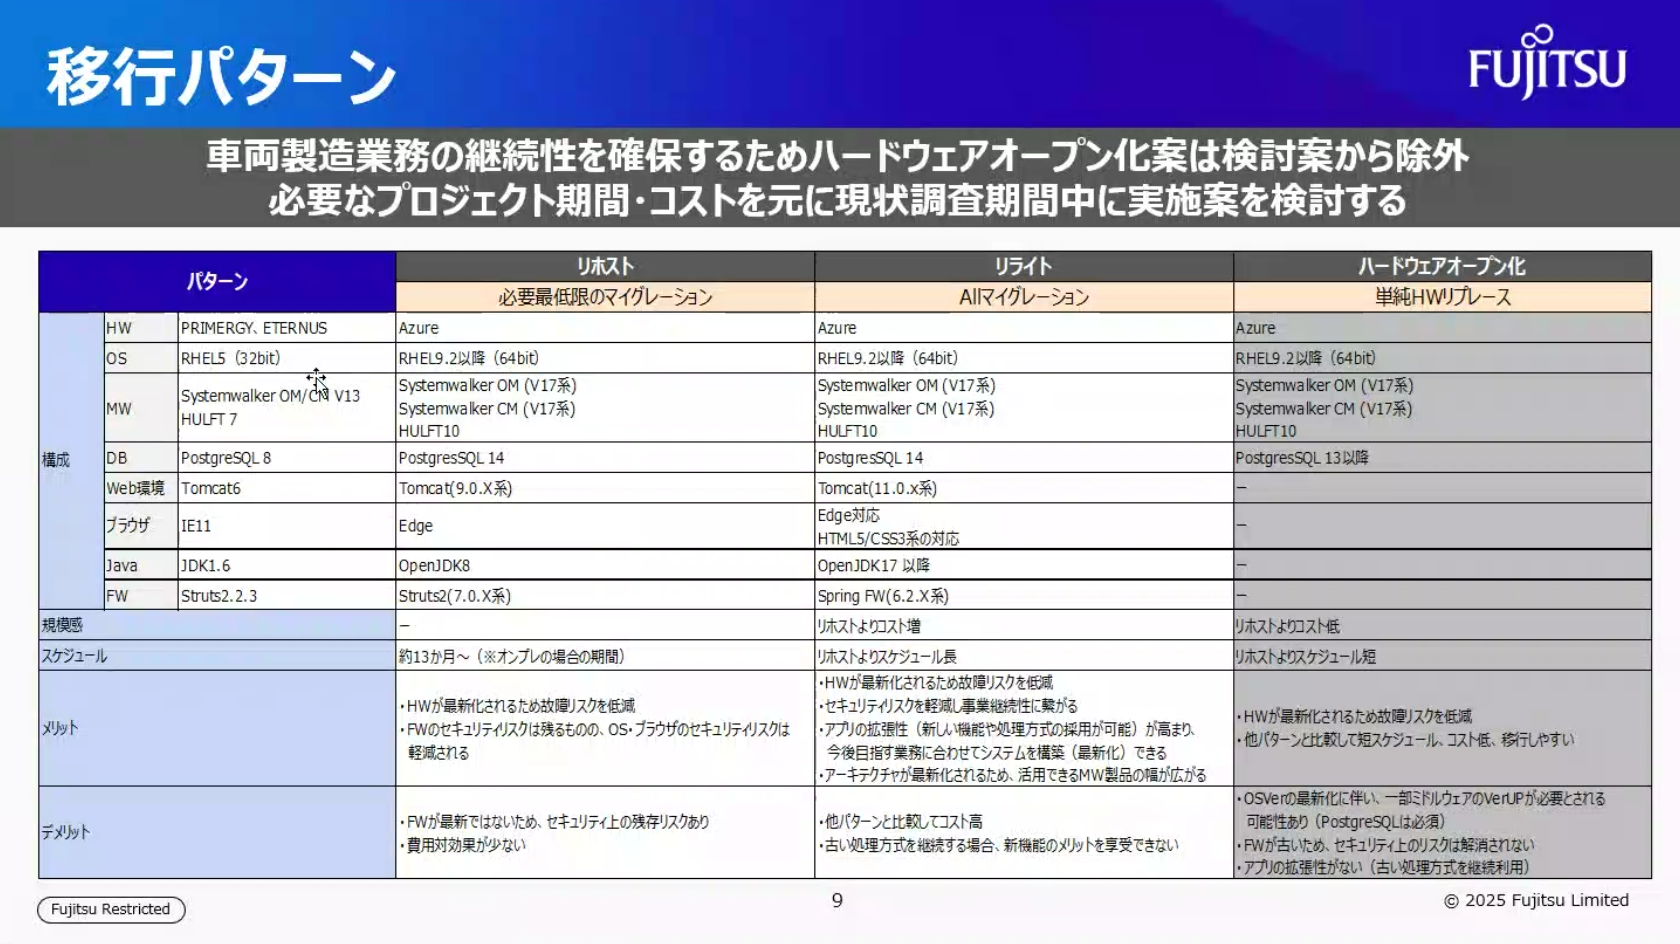 移行パターン
FUJITSU
車両製造業務の継続性を確保するためハードウェアオープン化案は検討案から除外
必要なプロジェクト期間・コストを元に現状調査期間中に実施案を検討する
パターン
リホスト
リライト
ハードウェアオープン化
必要最低限のマイグレーション
Allマイグレーション
単純HWリプレース
構成
HW
PRIMERGY、ETERNUS
Azure
Azure
Azure
OS
RHEL5（32bit）
RHEL9.2以降（64bit）
RHEL9.2以降（64bit）
RHEL9.2以降（64bit）
MW
Systemwalker OM/CM V13
HULFT 7
Systemwalker OM (V17系)
Systemwalker CM (V17系)
HULFT10
Systemwalker OM (V17系)
Systemwalker CM (V17系)
HULFT10
Systemwalker OM (V17系)
Systemwalker CM (V17系)
HULFT10
DB
PostgreSQL 8
PostgresSQL 14
PostgresSQL 14
PostgresSQL 13以降
Web環境
Tomcat6
Tomcat(9.0.X系)
Tomcat(11.0.x系)
－
ブラウザ
IE11
Edge
Edge対応
HTML5/CSS3系の対応
－
Java
JDK1.6
OpenJDK8
OpenJDK17 以降
－
FW
Struts2.2.3
Struts2(7.0.X系)
Spring FW(6.2.X系)
－
規模感
－
リホストよりコスト増
リホストよりコスト低
スケジュール
約13か月～（※オンプレの場合の期間）
リホストよりスケジュール長
リホストよりスケジュール短
メリット
・HWが最新化されるため故障リスクを低減
・FWのセキュリティリスクは残るものの、OS・ブラウザのセキュリティリスクは
軽減される
・HWが最新化されるため故障リスクを低減
・セキュリティリスクを軽減し事業継続性に繋がる
・アプリの拡張性（新しい機能や処理方式の採用が可能）が高まり、
今後目指す業務に合わせてシステムを構築（最新化）できる
・アーキテクチャが最新化されるため、活用できるMW製品の幅が広がる
・HWが最新化されるため故障リスクを低減
・他パターンと比較して短スケジュール、コスト低、移行しやすい
デメリット
・FWが最新ではないため、セキュリティ上の残存リスクあり
・費用対効果が少ない
・他パターンと比較してコスト高
・古い処理方式を継続する場合、新機能のメリットを享受できない
・OSVerの最新化に伴い、一部ミドルウェアのVerUPが必要とされる
可能性あり（PostgreSQLは必須）
・FWが古いため、セキュリティ上のリスクは解消されない
・アプリの拡張性がない（古い処理方式を継続利用）
Fujitsu Restricted
9
© 2025 Fujitsu Limited